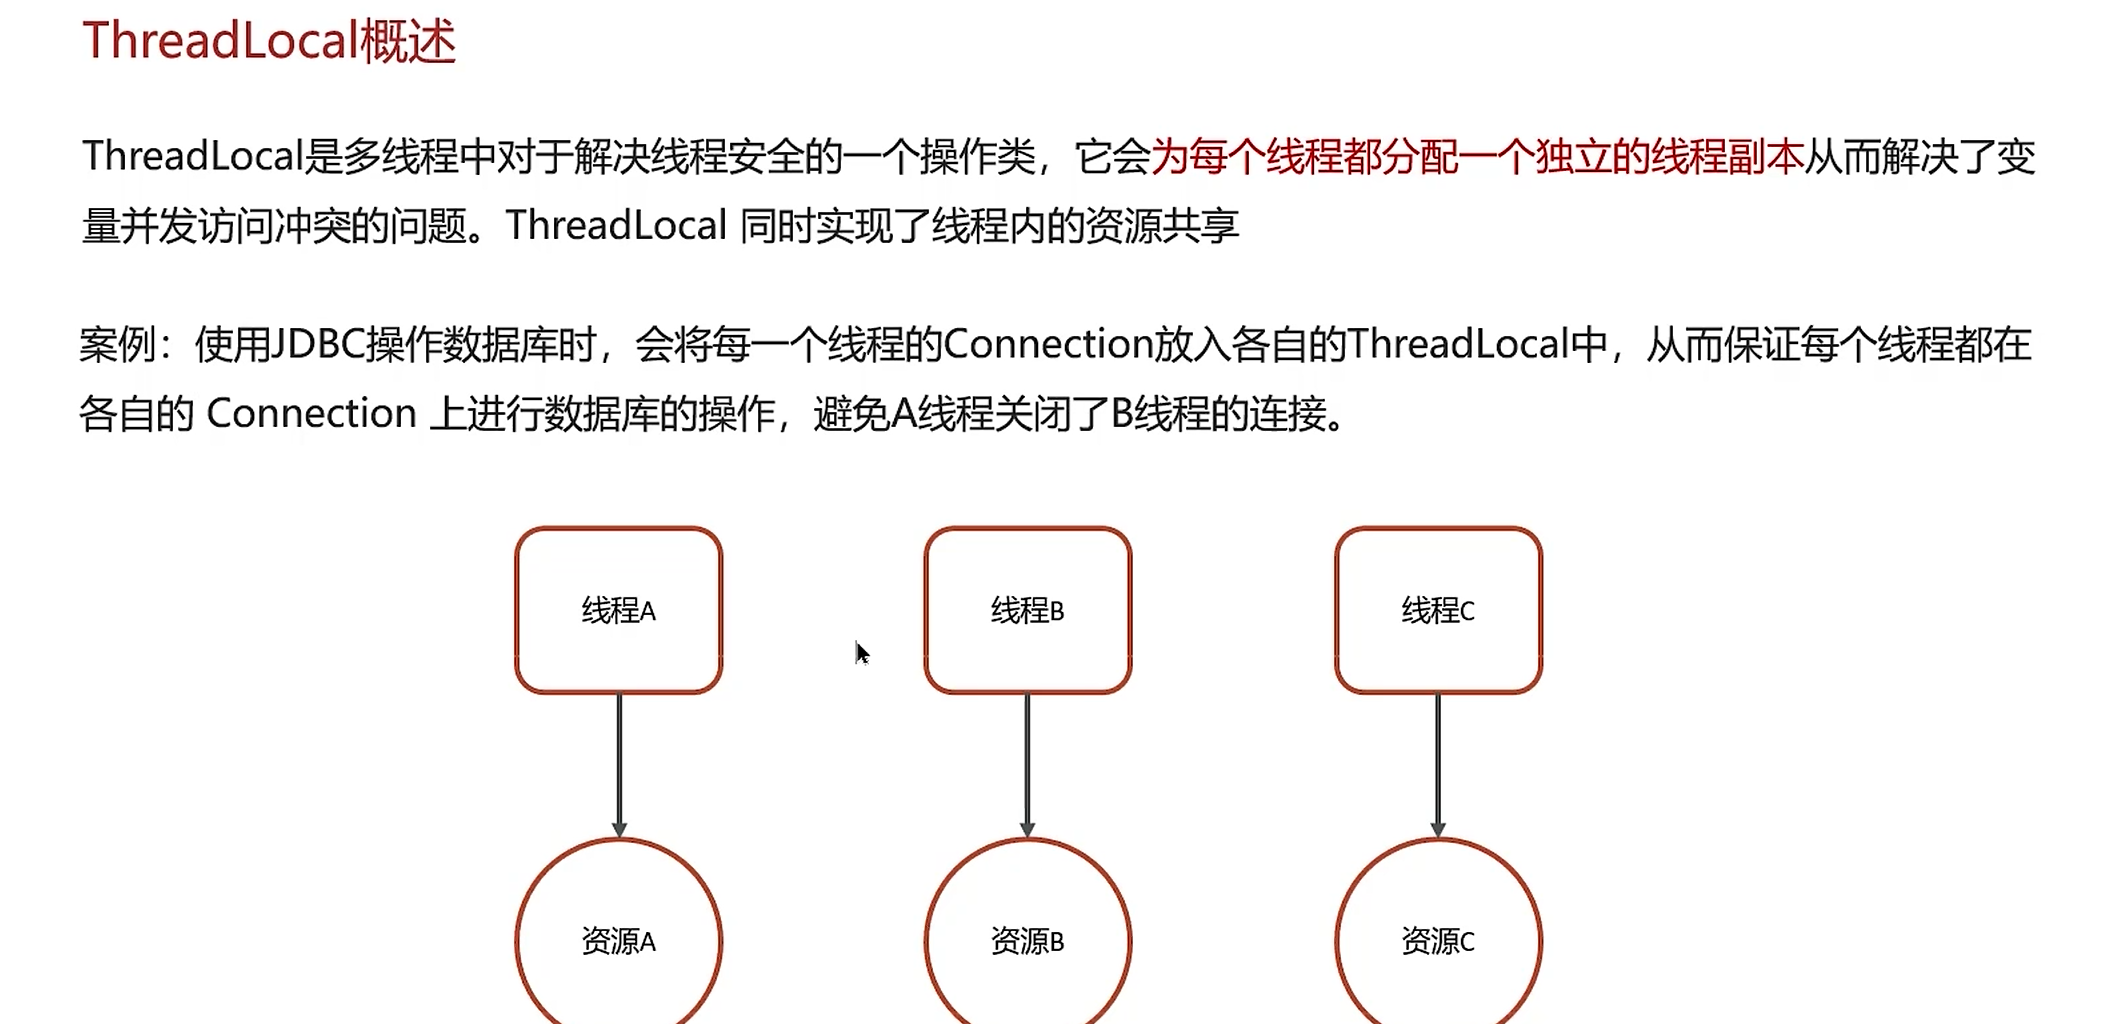 ThreadLocal概述
ThreadLocal是多线程中对于解决线程安全的一个操作类，它会为每个线程都分配一个独立的线程副本从而解决了变
量并发访问冲突的问题。ThreadLocal 同时实现了线程内的资源共享
案例：使用JDBC操作数据库时，会将每一个线程的Connection放入各自的ThreadLocal中，从而保证每个线程都在
各自的 Connection 上进行数据库的操作，避免A线程关闭了B线程的连接。
线程A
线程B
线程C
资源A
资源B
资源C